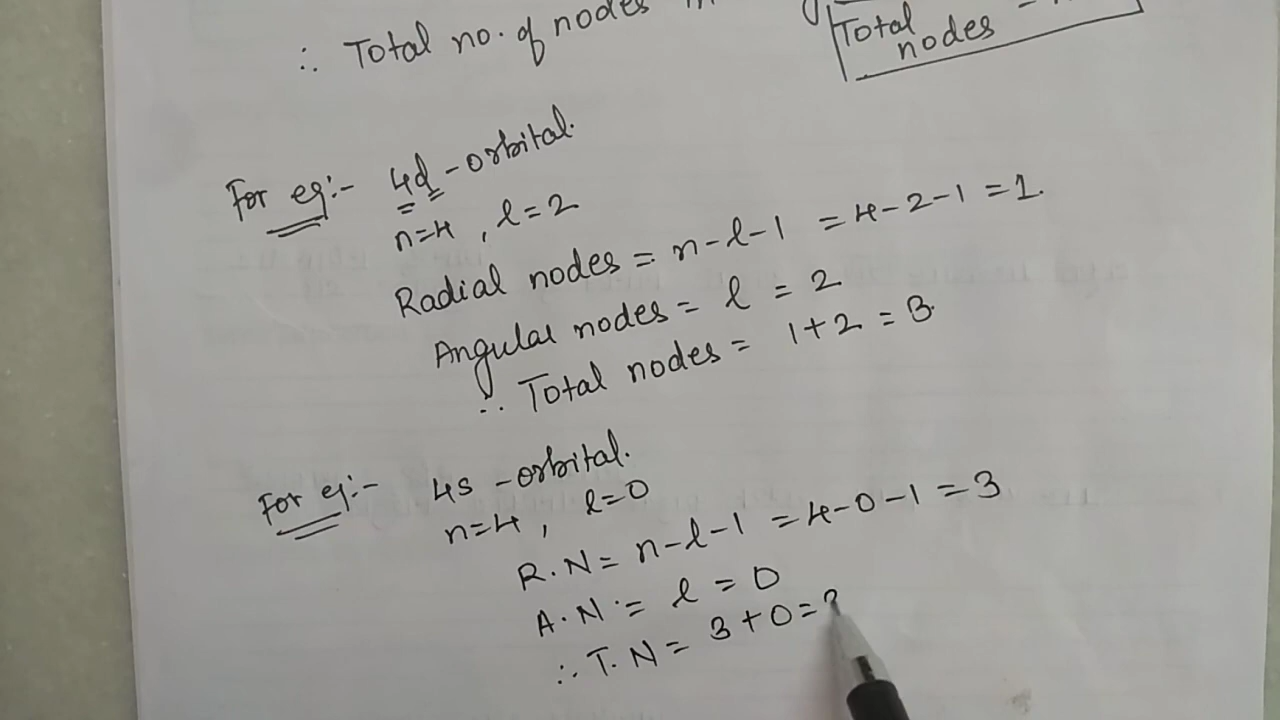 ∴ Total no. of nodes
Total
nodes
For eg:- 4d - orbital.
n=4, l=2
Radial nodes = n-l-1 = 4-2-1 = 1.
Angular nodes = l = 2
∴ Total nodes = 1+2 = 3.
For eg:- 4s - orbital.
n=4, l=0
R.N = n-l-1 = 4-0-1 = 3
A.N. = l = 0
∴ T.N = 3+0=